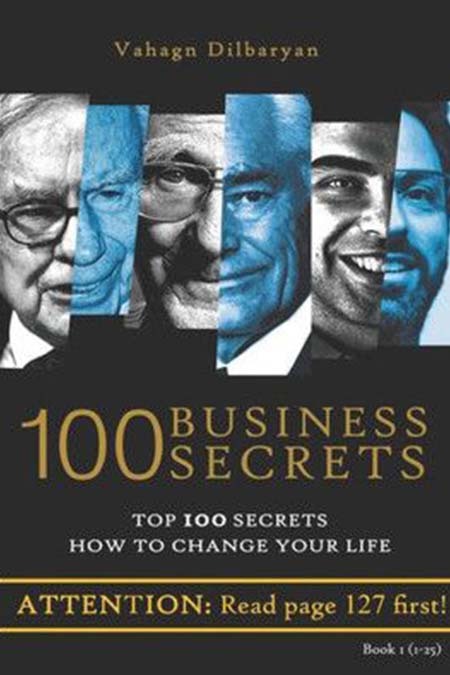 Vahagn Dilbaryan
100 BUSINESS
SECRETS
TOP 100 SECRETS
HOW TO CHANGE YOUR LIFE
ATTENTION: Read page 127 first!
Book 1 (1-25)